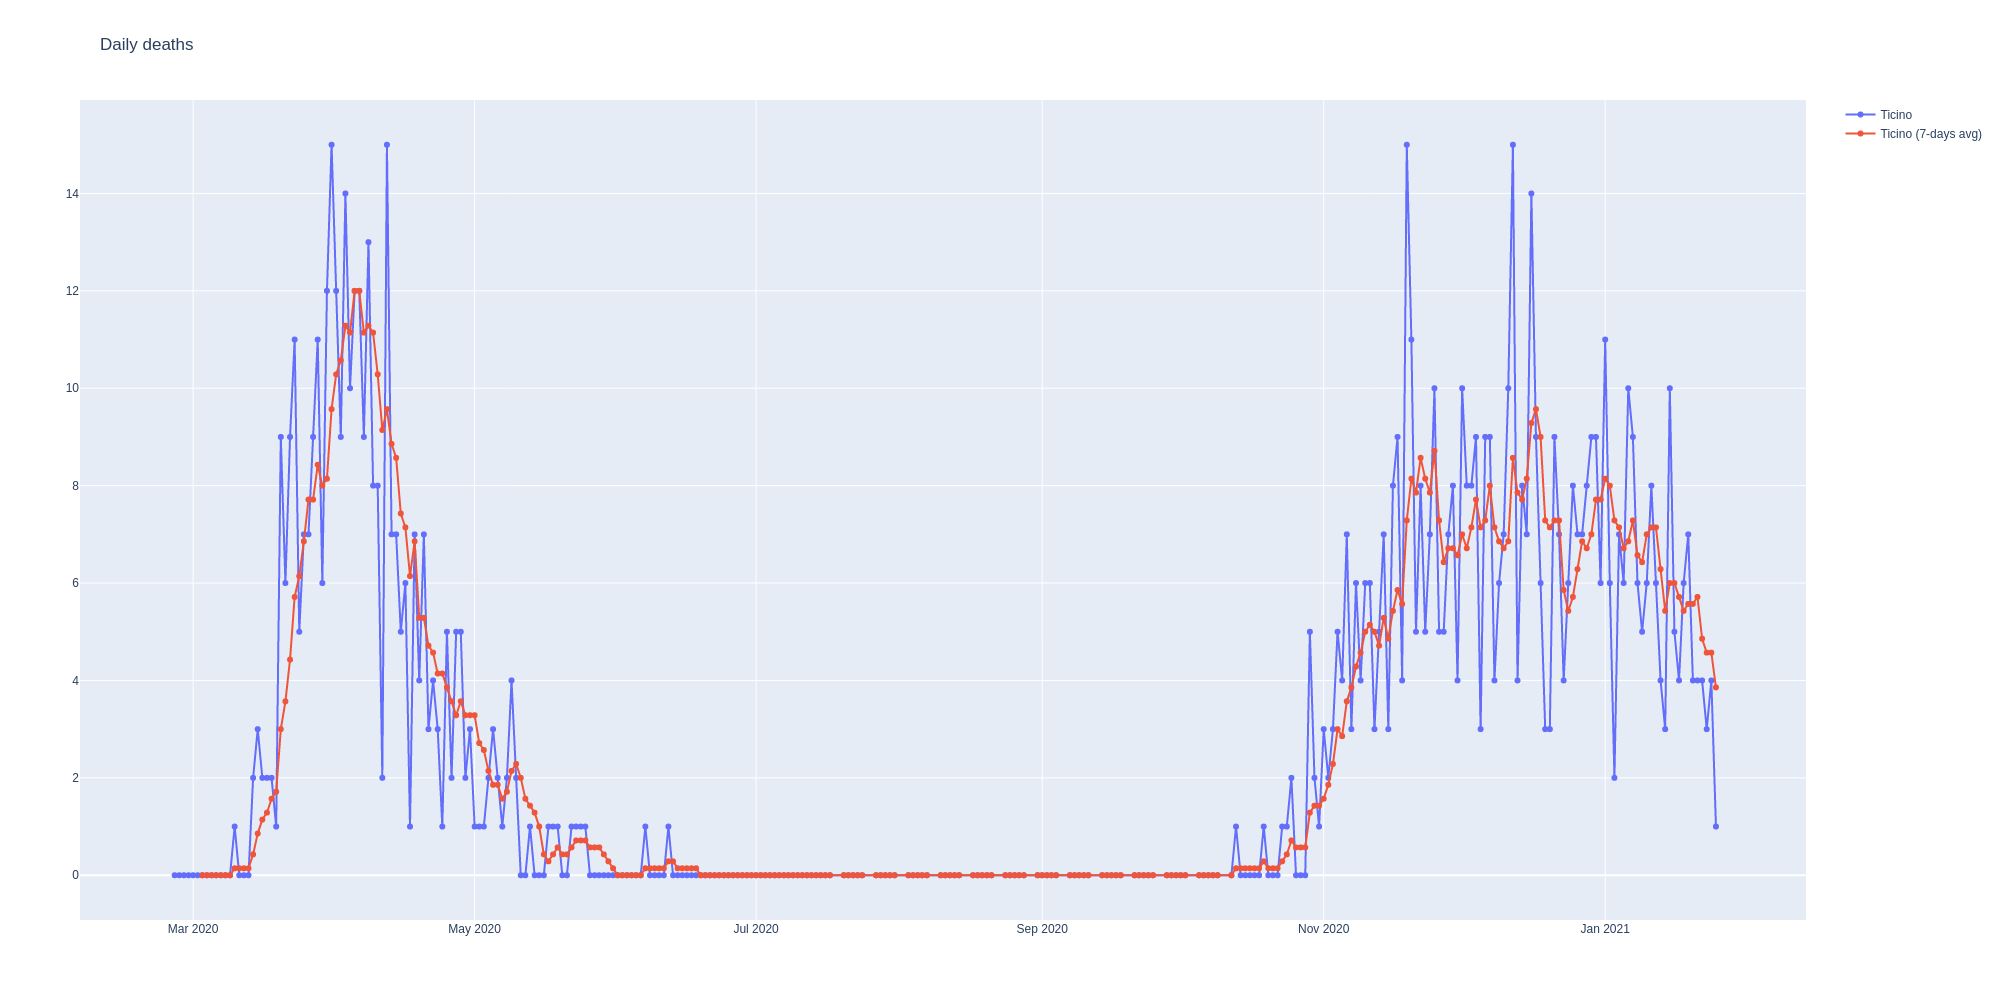 Daily deaths
Ticino
Ticino (7-days avg)
14
12
10
8
6
4
2
0
Mar 2020
May 2020
Jul 2020
Sep 2020
Nov 2020
Jan 2021